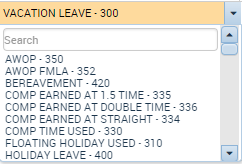 VACATION LEAVE - 300
Search
AWOP - 350
AWOP FMLA - 352
BEREAVEMENT - 420
COMP EARNED AT 1.5 TIME - 335
COMP EARNED AT DOUBLE TIME - 336
COMP EARNED AT STRAIGHT - 334
COMP TIME USED - 330
FLOATING HOLIDAY USED - 310
HOLIDAY LEAVE - 400